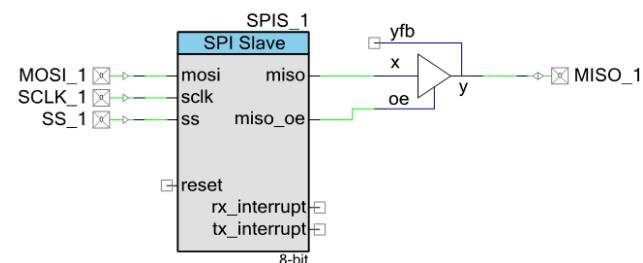 SPIS_1
SPI Slave
MOSI_1
SCLK_1
SS_1
mosi
sclk
ss
reset
miso
miso_oe
rx_interrupt
tx_interrupt
8-bit
yfb
x
oe
y
MISO_1